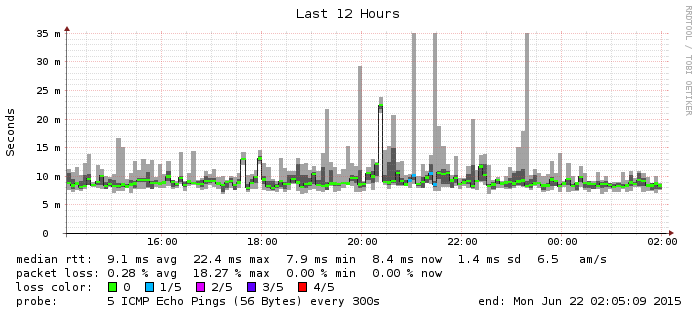 Last 12 Hours
RRDTOOL / TOBI OETIKER
Seconds
35 m
30 m
25 m
20 m
15 m
10 m
5 m
0
16:00 18:00 20:00 22:00 00:00 02:00
median rtt: 9.1 ms avg 22.4 ms max 7.9 ms min 8.4 ms now 1.4 ms sd 6.5 am/s
packet loss: 0.28 % avg 18.27 % max 0.00 % min 0.00 % now
loss color: 0 1/5 2/5 3/5 4/5
probe: 5 ICMP Echo Pings (56 Bytes) every 300s end: Mon Jun 22 02:05:09 2015